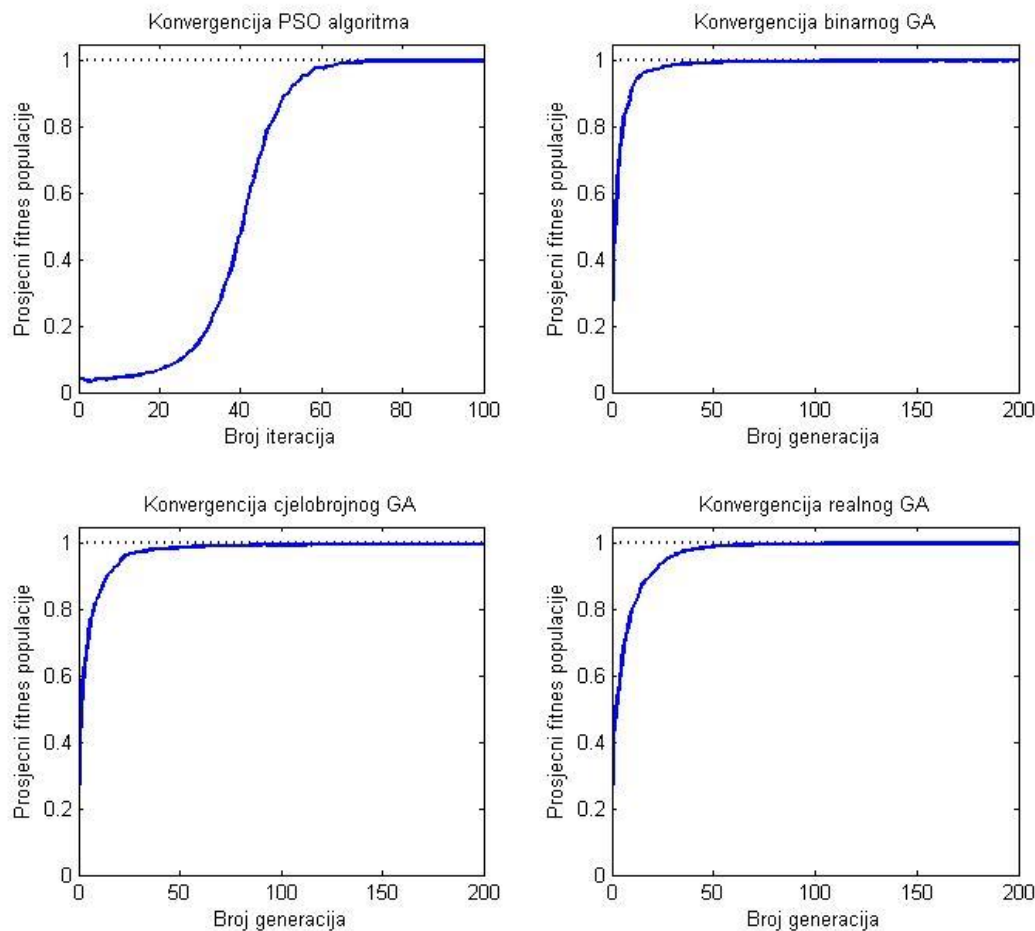 Konvergencija PSO algoritma
Prosjecni fitnes populacije
1
0.8
0.6
0.4
0.2
0
0 20 40 60 80 100
Broj iteracija
Konvergencija binarnog GA
Prosjecni fitnes populacije
1
0.8
0.6
0.4
0.2
0
0 50 100 150 200
Broj generacija
Konvergencija cjelobrojnog GA
Prosjecni fitnes populacije
1
0.8
0.6
0.4
0.2
0
0 50 100 150 200
Broj generacija
Konvergencija realnog GA
Prosjecni fitnes populacije
1
0.8
0.6
0.4
0.2
0
0 50 100 150 200
Broj generacija